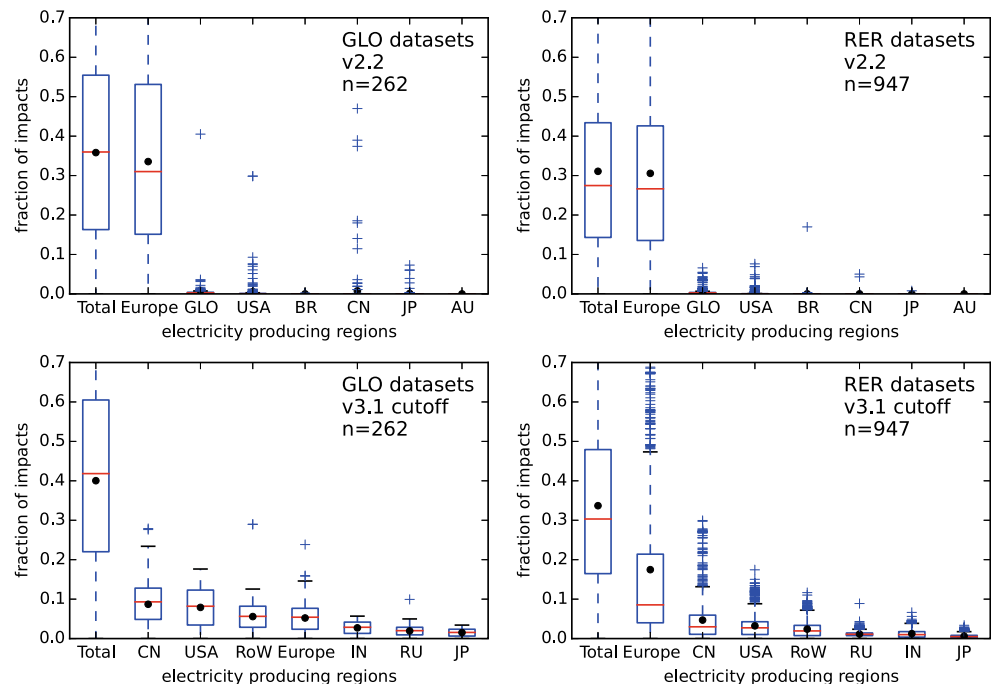 GLO datasets
v2.2
n=262
0.7
0.6
0.5
0.4
0.3
0.2
0.1
0.0
fraction of impacts
Total Europe GLO USA BR CN JP AU
electricity producing regions
RER datasets
v2.2
n=947
0.7
0.6
0.5
0.4
0.3
0.2
0.1
0.0
fraction of impacts
Total Europe GLO USA BR CN JP AU
electricity producing regions
GLO datasets
v3.1 cutoff
n=262
0.7
0.6
0.5
0.4
0.3
0.2
0.1
0.0
fraction of impacts
Total CN USA RoW Europe IN RU JP
electricity producing regions
RER datasets
v3.1 cutoff
n=947
0.7
0.6
0.5
0.4
0.3
0.2
0.1
0.0
fraction of impacts
Total Europe CN USA RoW RU IN JP
electricity producing regions